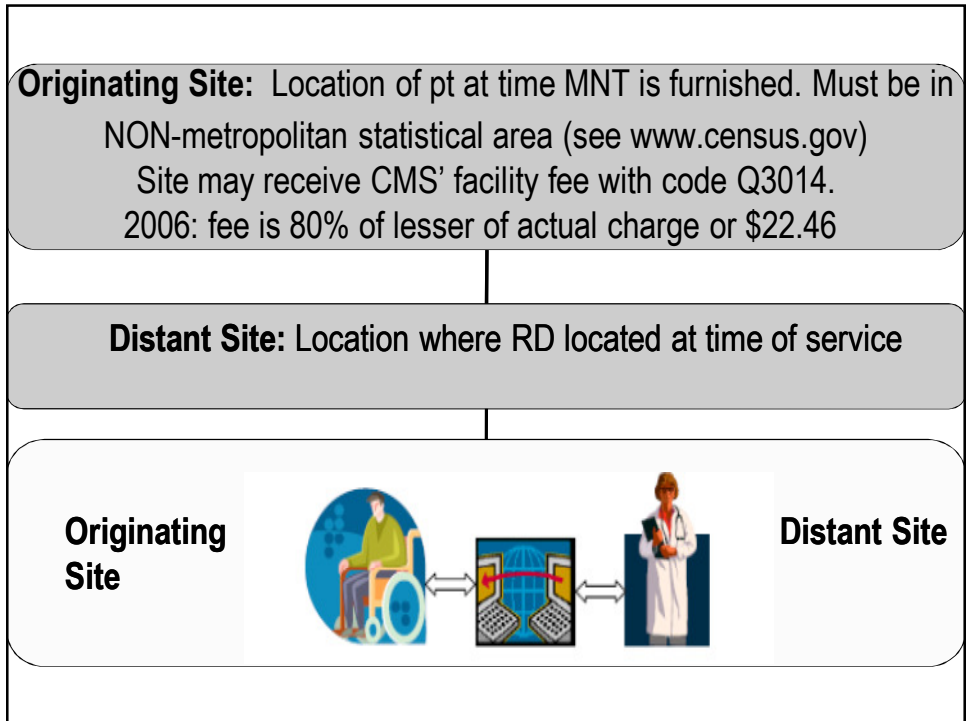 Originating Site:  Location of pt at time MNT is furnished. Must be in
NON-metropolitan statistical area (see www.census.gov)
Site may receive CMS’ facility fee with code Q3014.
2006: fee is 80% of lesser of actual charge or $22.46
Distant Site: Location where RD located at time of service
Originating
Site
Distant Site